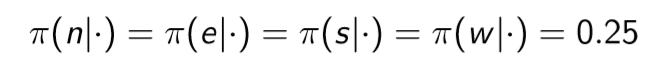 π(n|·) = π(e|·) = π(s|·) = π(w|·) = 0.25